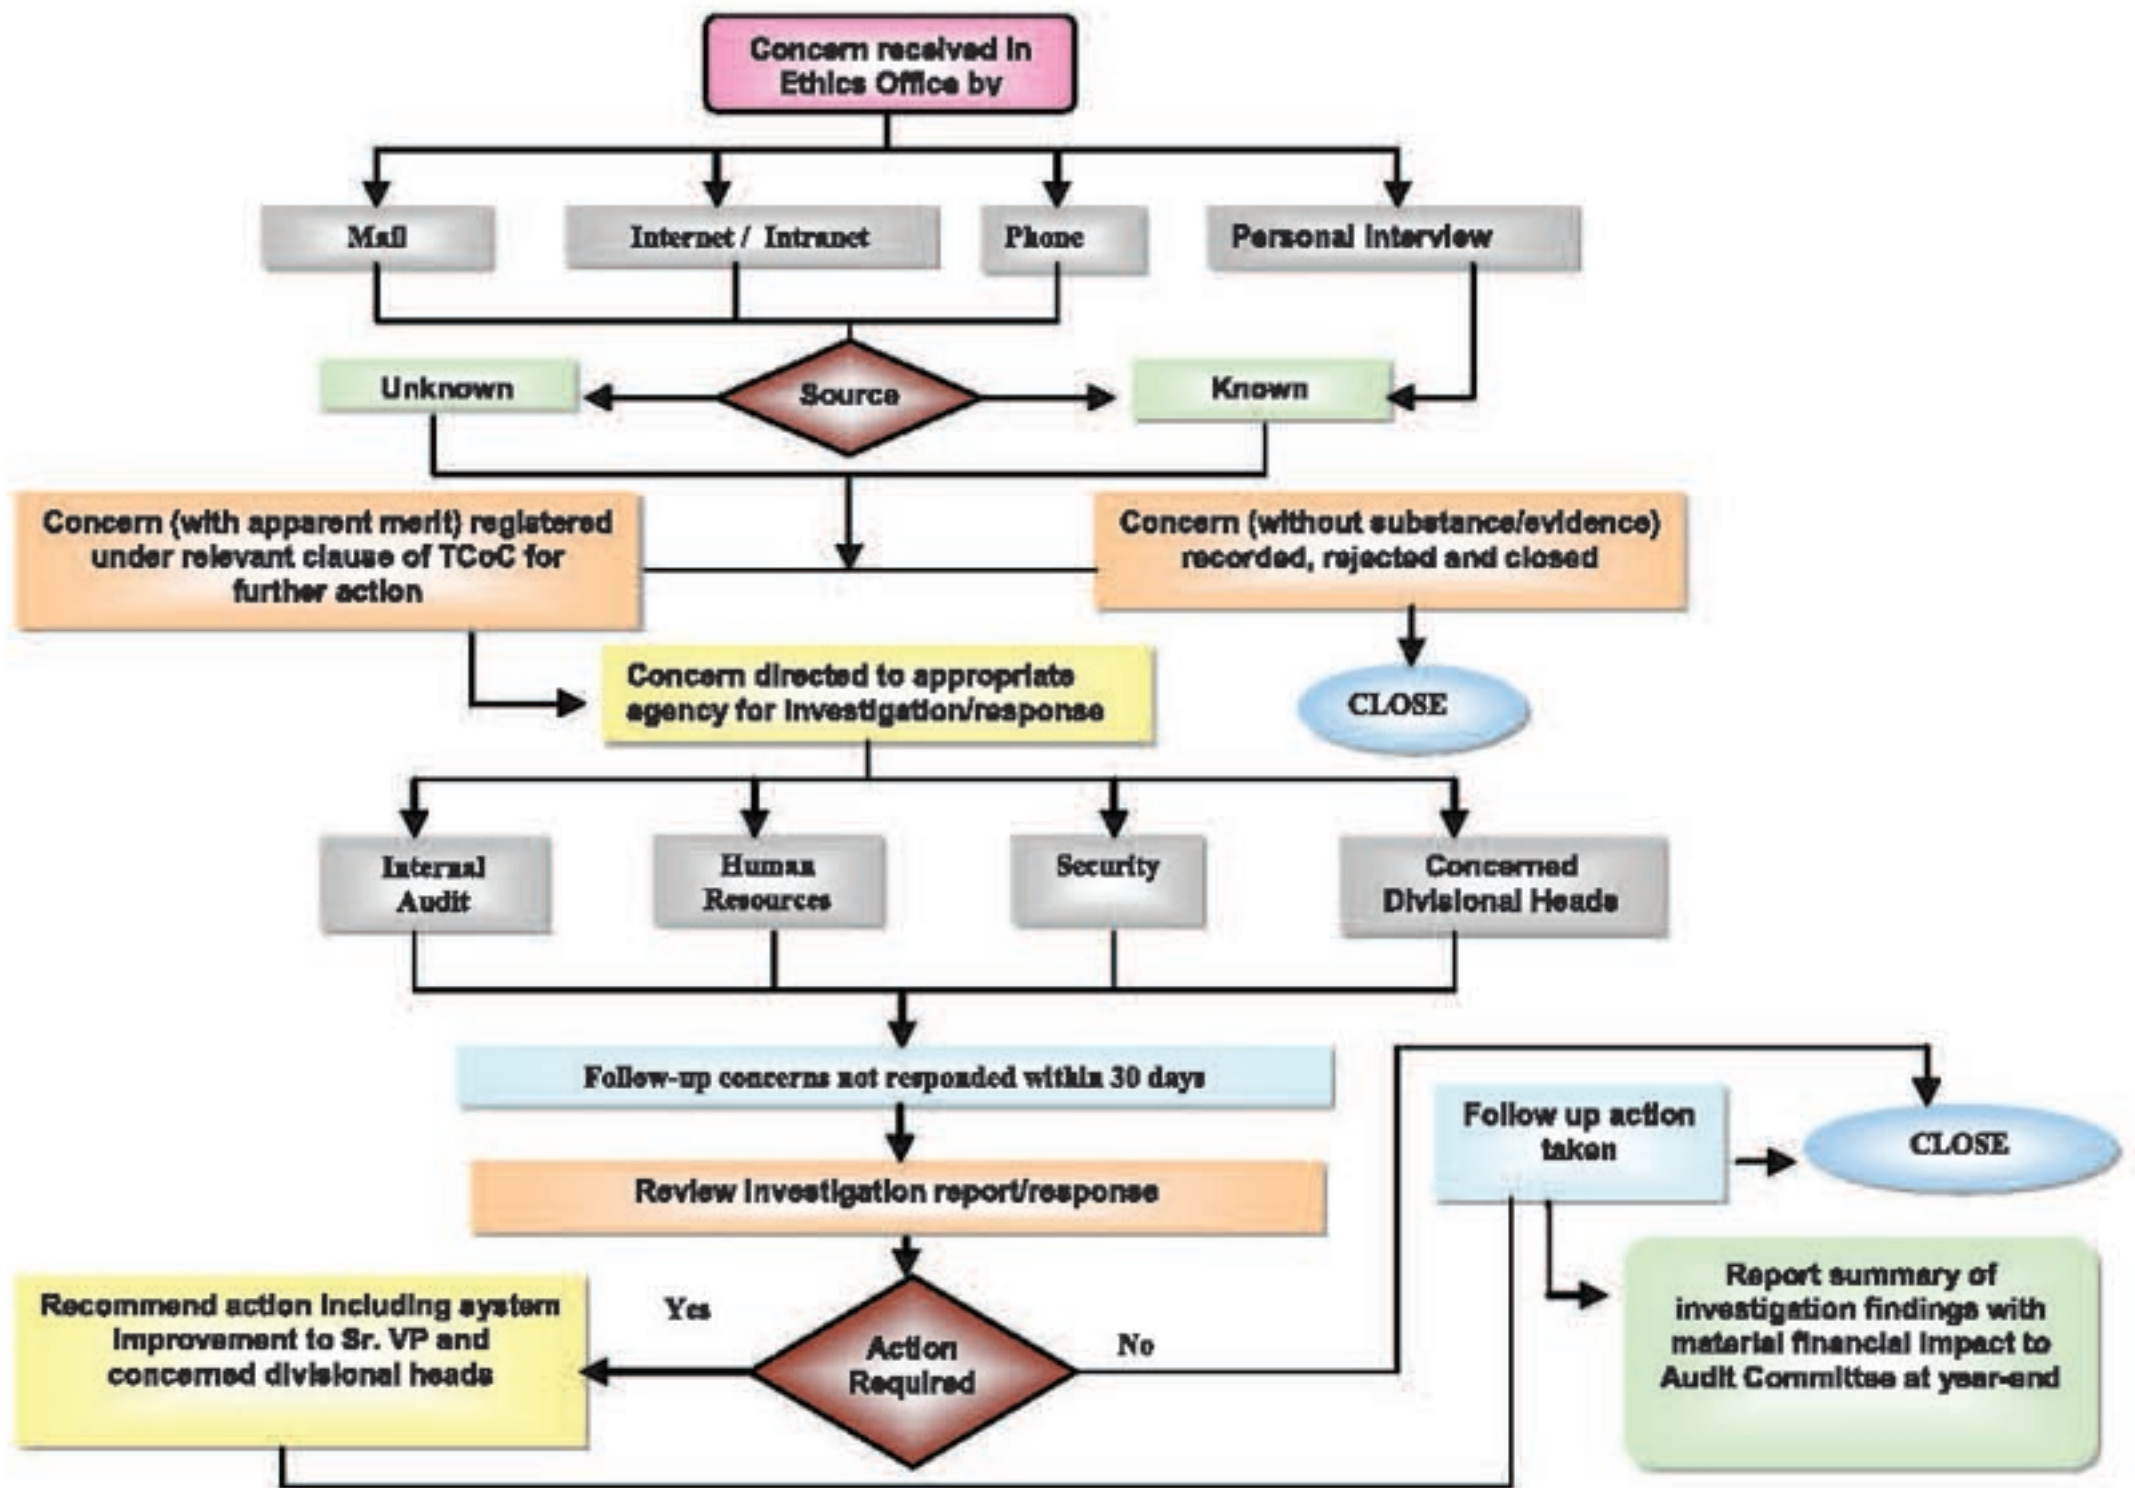 Concern received in
Ethics Office by
Mail
Internet / Intranet
Phone
Personal Interview
Unknown
Source
Known
Concern (with apparent merit) registered
under relevant clause of TCoC for
further action
Concern (without substance/evidence)
recorded, rejected and closed
Concern directed to appropriate
agency for investigation/response
CLOSE
Internal
Audit
Human
Resources
Security
Concerned
Divisional Heads
Follow-up concerns not responded within 30 days
Follow up action
taken
CLOSE
Review investigation report/response
Recommend action including system
improvement to Sr. VP and
concerned divisional heads
Yes
Action
Required
No
Report summary of
investigation findings with
material financial impact to
Audit Committee at year-end